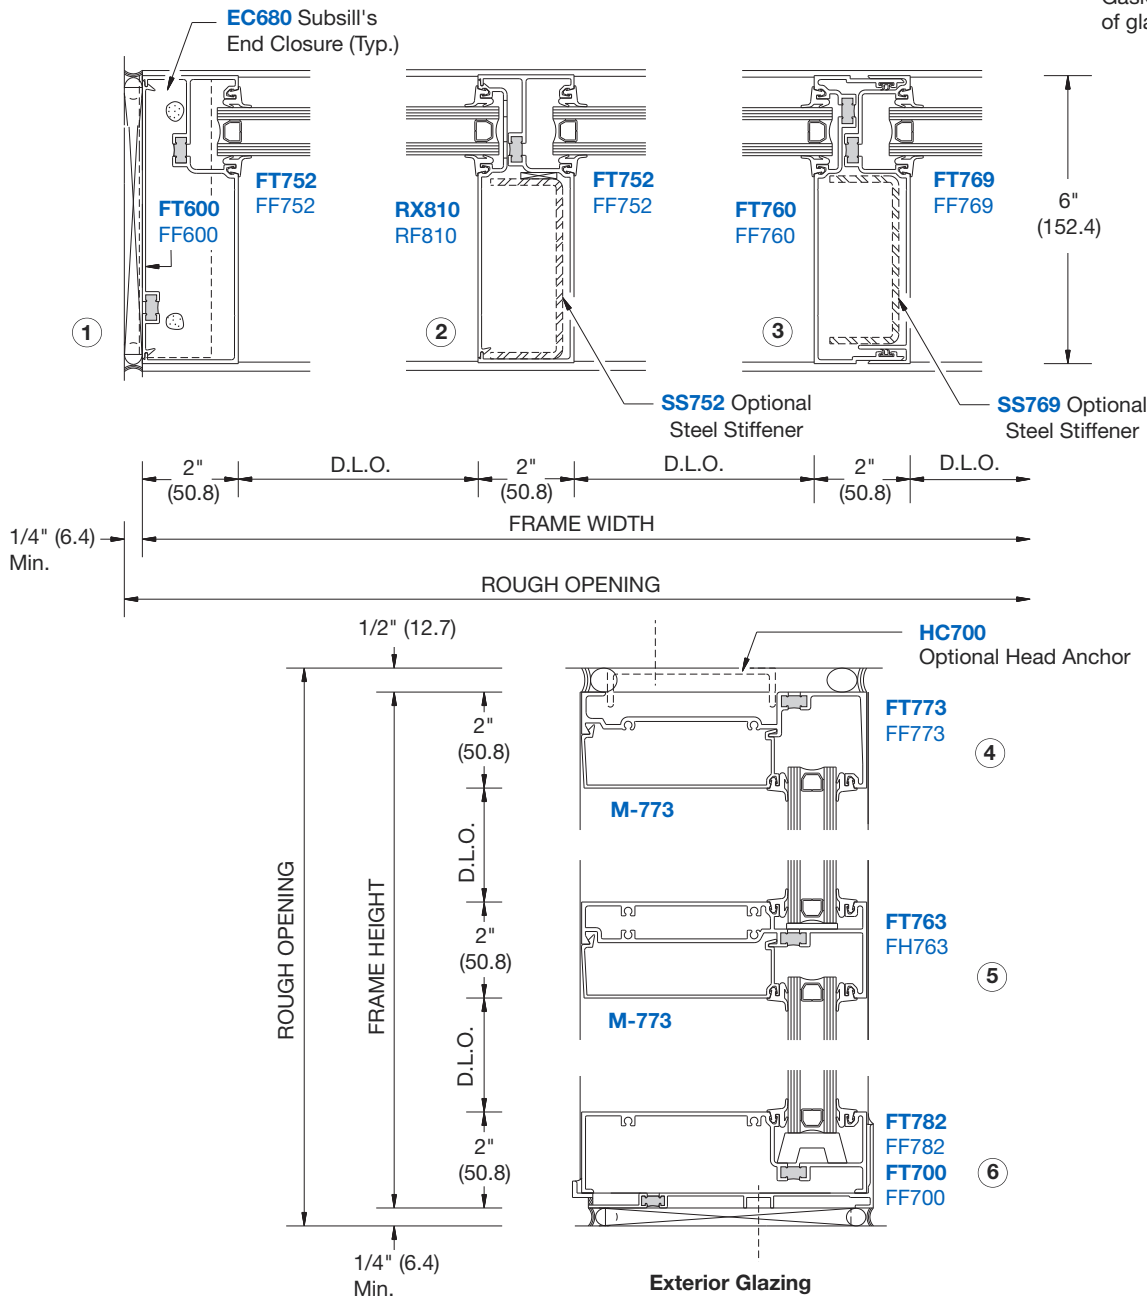 EC680 Subsill's
End Closure (Typ.)
of gla
FT752
FF752
FT600
FF600
RX810
RF810
FT752
FF752
FT760
FF760
FT769
FF769
6"
(152.4)
1
2
3
SS752 Optional
Steel Stiffener
SS769 Optional
Steel Stiffener
2"
(50.8)
D.L.O.
2"
(50.8)
D.L.O.
2"
(50.8)
D.L.O.
1/4" (6.4)
Min.
FRAME WIDTH
ROUGH OPENING
1/2" (12.7)
HC700
Optional Head Anchor
2"
(50.8)
FT773
FF773
4
M-773
D.L.O.
ROUGH OPENING
FRAME HEIGHT
2"
(50.8)
FT763
FH763
5
M-773
D.L.O.
2"
(50.8)
FT782
FF782
FT700
FF700
6
1/4" (6.4)
Min.
Exterior Glazing